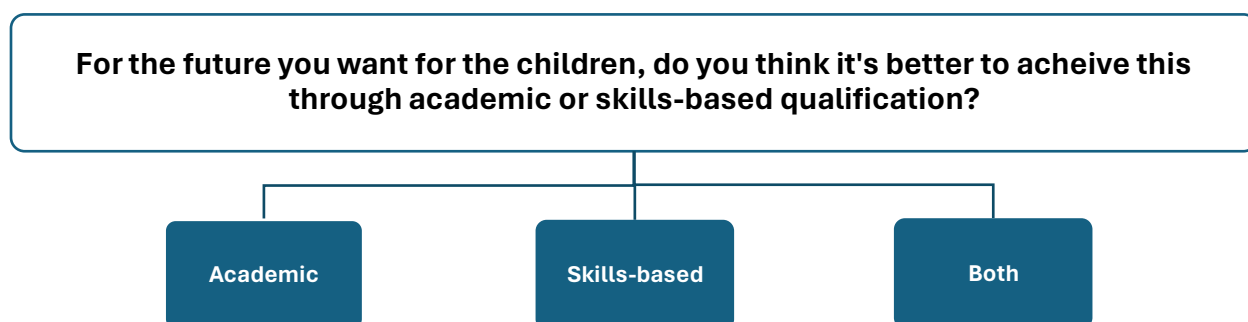 For the future you want for the children, do you think it's better to acheive this
through academic or skills-based qualification?
Academic
Skills-based
Both